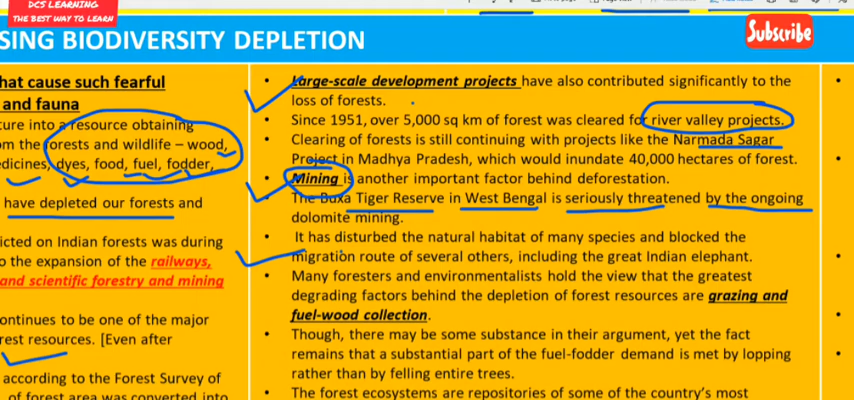 DCS LEARNING
THE BEST WAY TO LEARN
SING BIODIVERSITY DEPLETION
Subscribe
hat cause such fearful
and fauna
ture into a resource obtaining
om the forests and wildlife – wood,
edicines, dyes, food, fuel, fodder,
have depleted our forests and
icted on Indian forests was during
o the expansion of the railways,
and scientific forestry and mining
ontinues to be one of the major
rest resources. [Even after
according to the Forest Survey of
of forest area was converted into
• Large-scale development projects have also contributed significantly to the
loss of forests.
• Since 1951, over 5,000 sq km of forest was cleared for river valley projects.
• Clearing of forests is still continuing with projects like the Narmada Sagar
Project in Madhya Pradesh, which would inundate 40,000 hectares of forest.
• Mining is another important factor behind deforestation.
• The Buxa Tiger Reserve in West Bengal is seriously threatened by the ongoing
dolomite mining.
• It has disturbed the natural habitat of many species and blocked the
migration route of several others, including the great Indian elephant.
• Many foresters and environmentalists hold the view that the greatest
degrading factors behind the depletion of forest resources are grazing and
fuel-wood collection.
• Though, there may be some substance in their argument, yet the fact
remains that a substantial part of the fuel-fodder demand is met by lopping
rather than by felling entire trees.
• The forest ecosystems are repositories of some of the country's most